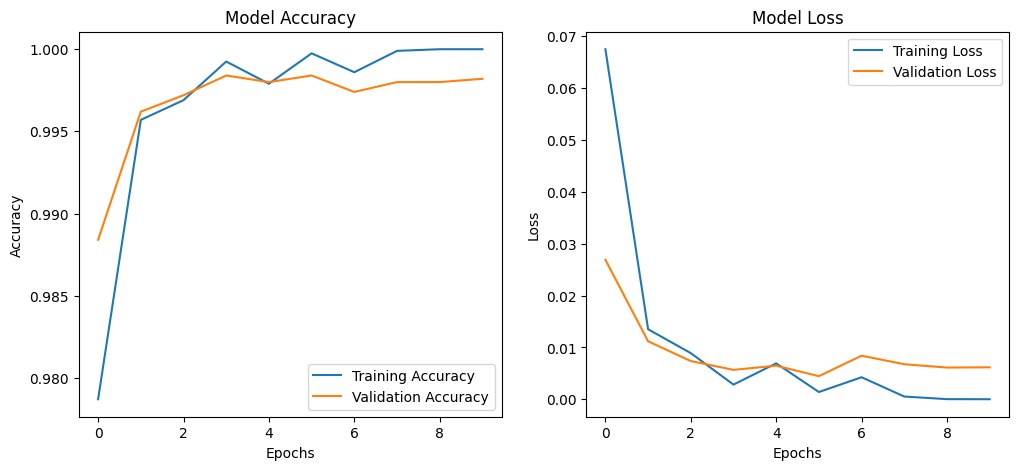 Model Accuracy
1.000
0.995
0.990
0.985
0.980
Accuracy
0 2 4 6 8
Epochs
Training Accuracy
Validation Accuracy
Model Loss
0.07
0.06
0.05
0.04
0.03
0.02
0.01
0.00
Loss
0 2 4 6 8
Epochs
Training Loss
Validation Loss